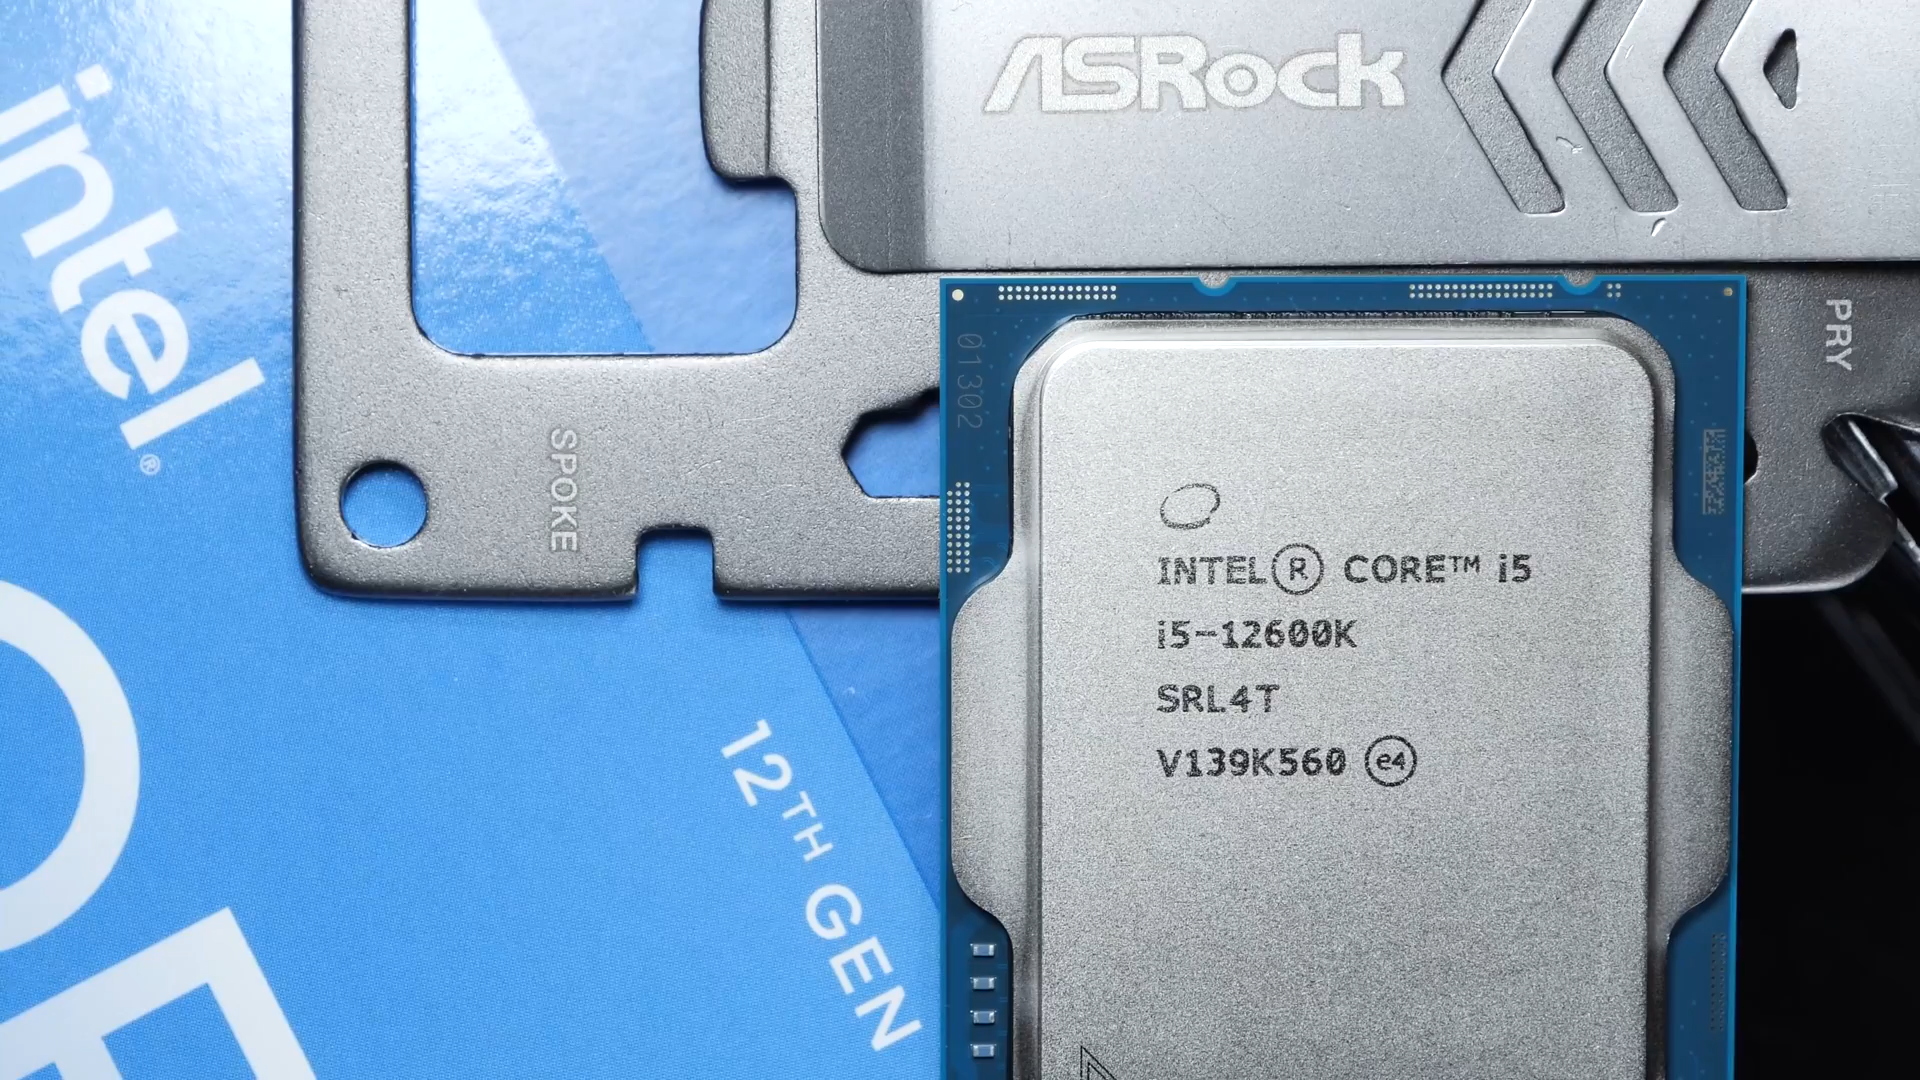 intel®
ASRock
PRY
SPOKE
01302
INTEL® CORE™ i5
i5-12600K
SRL4T
V139K560 e4
12TH GEN